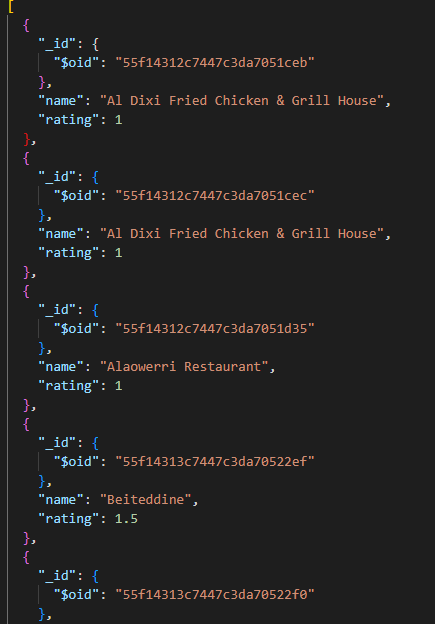 [
  {
    "_id": {
      "$oid": "55f14312c7447c3da7051ceb"
    },
    "name": "Al Dixi Fried Chicken & Grill House",
    "rating": 1
  },
  {
    "_id": {
      "$oid": "55f14312c7447c3da7051cec"
    },
    "name": "Al Dixi Fried Chicken & Grill House",
    "rating": 1
  },
  {
    "_id": {
      "$oid": "55f14312c7447c3da7051d35"
    },
    "name": "Alaowerri Restaurant",
    "rating": 1
  },
  {
    "_id": {
      "$oid": "55f14313c7447c3da70522ef"
    },
    "name": "Beiteddine",
    "rating": 1.5
  },
  {
    "_id": {
      "$oid": "55f14313c7447c3da70522f0"
    },